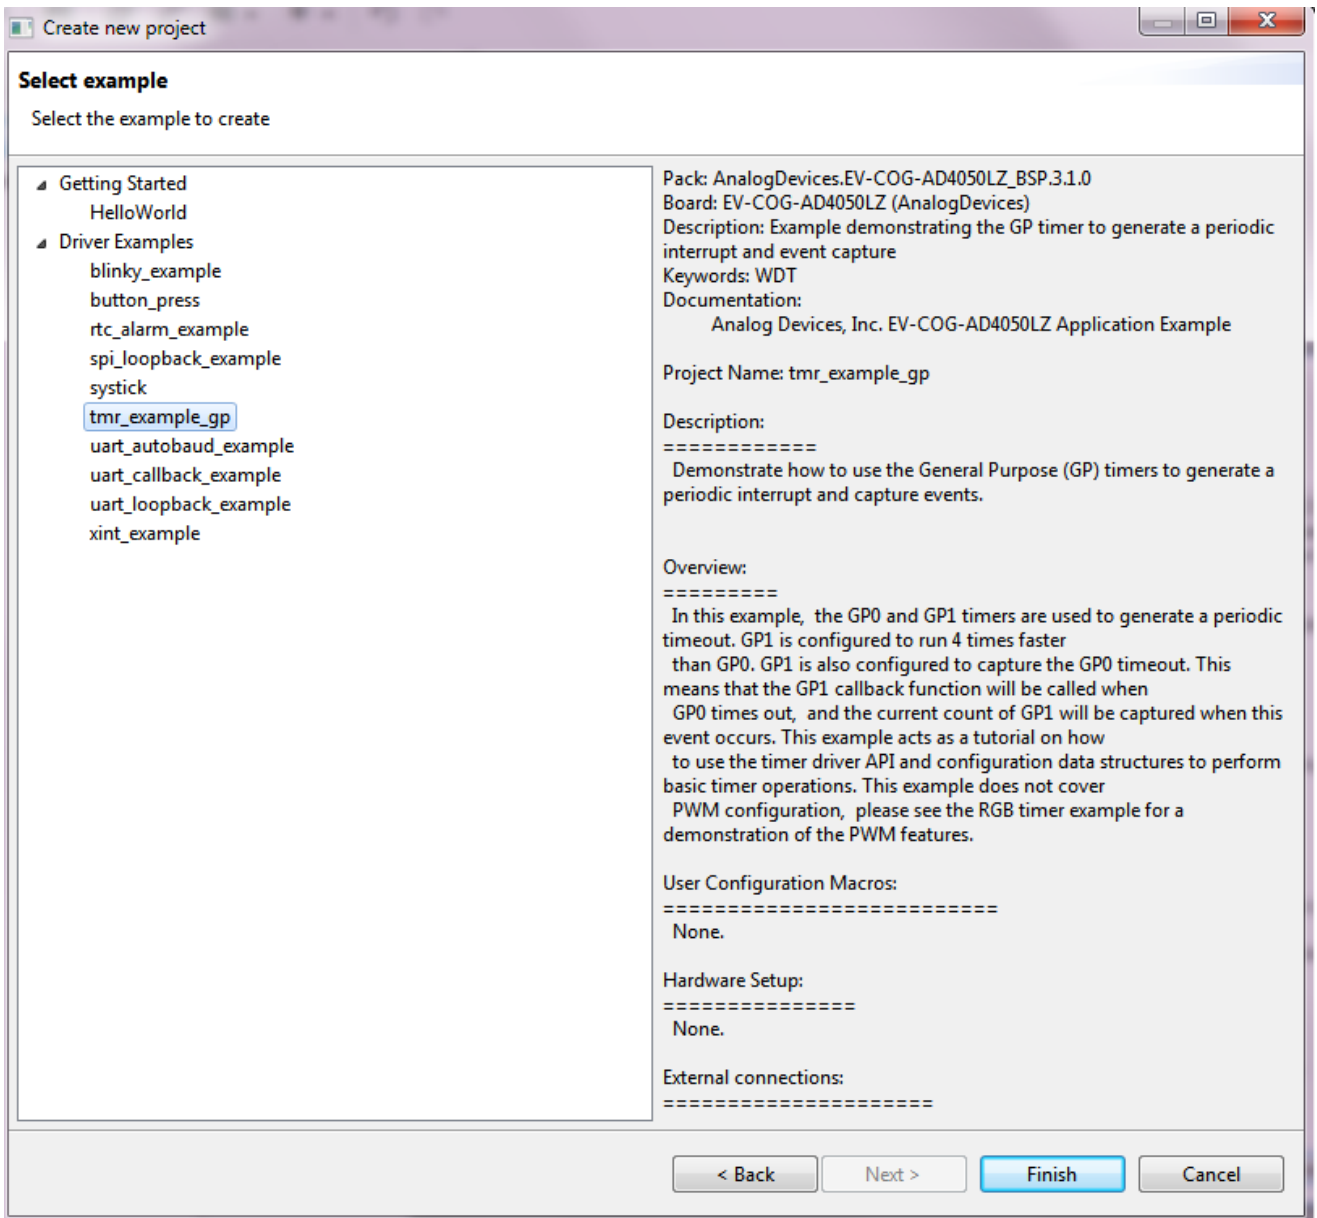 Create new project
Select example
Select the example to create
Getting Started
HelloWorld
Driver Examples
blinky_example
button_press
rtc_alarm_example
spi_loopback_example
systick
tmr_example_gp
uart_autobaud_example
uart_callback_example
uart_loopback_example
xint_example
Pack: AnalogDevices.EV-COG-AD4050LZ_BSP.3.1.0
Board: EV-COG-AD4050LZ (AnalogDevices)
Description: Example demonstrating the GP timer to generate a periodic
interrupt and event capture
Keywords: WDT
Documentation:
Analog Devices, Inc. EV-COG-AD4050LZ Application Example
Project Name: tmr_example_gp
Description:
============
Demonstrate how to use the General Purpose (GP) timers to generate a
periodic interrupt and capture events.
Overview:
=========
In this example,  the GP0 and GP1 timers are used to generate a periodic
timeout. GP1 is configured to run 4 times faster
than GP0. GP1 is also configured to capture the GP0 timeout. This
means that the GP1 callback function will be called when
GP0 times out,  and the current count of GP1 will be captured when this
event occurs. This example acts as a tutorial on how
to use the timer driver API and configuration data structures to perform
basic timer operations. This example does not cover
PWM configuration,  please see the RGB timer example for a
demonstration of the PWM features.
User Configuration Macros:
==========================
None.
Hardware Setup:
===============
None.
External connections:
=====================
< Back
Next >
Finish
Cancel